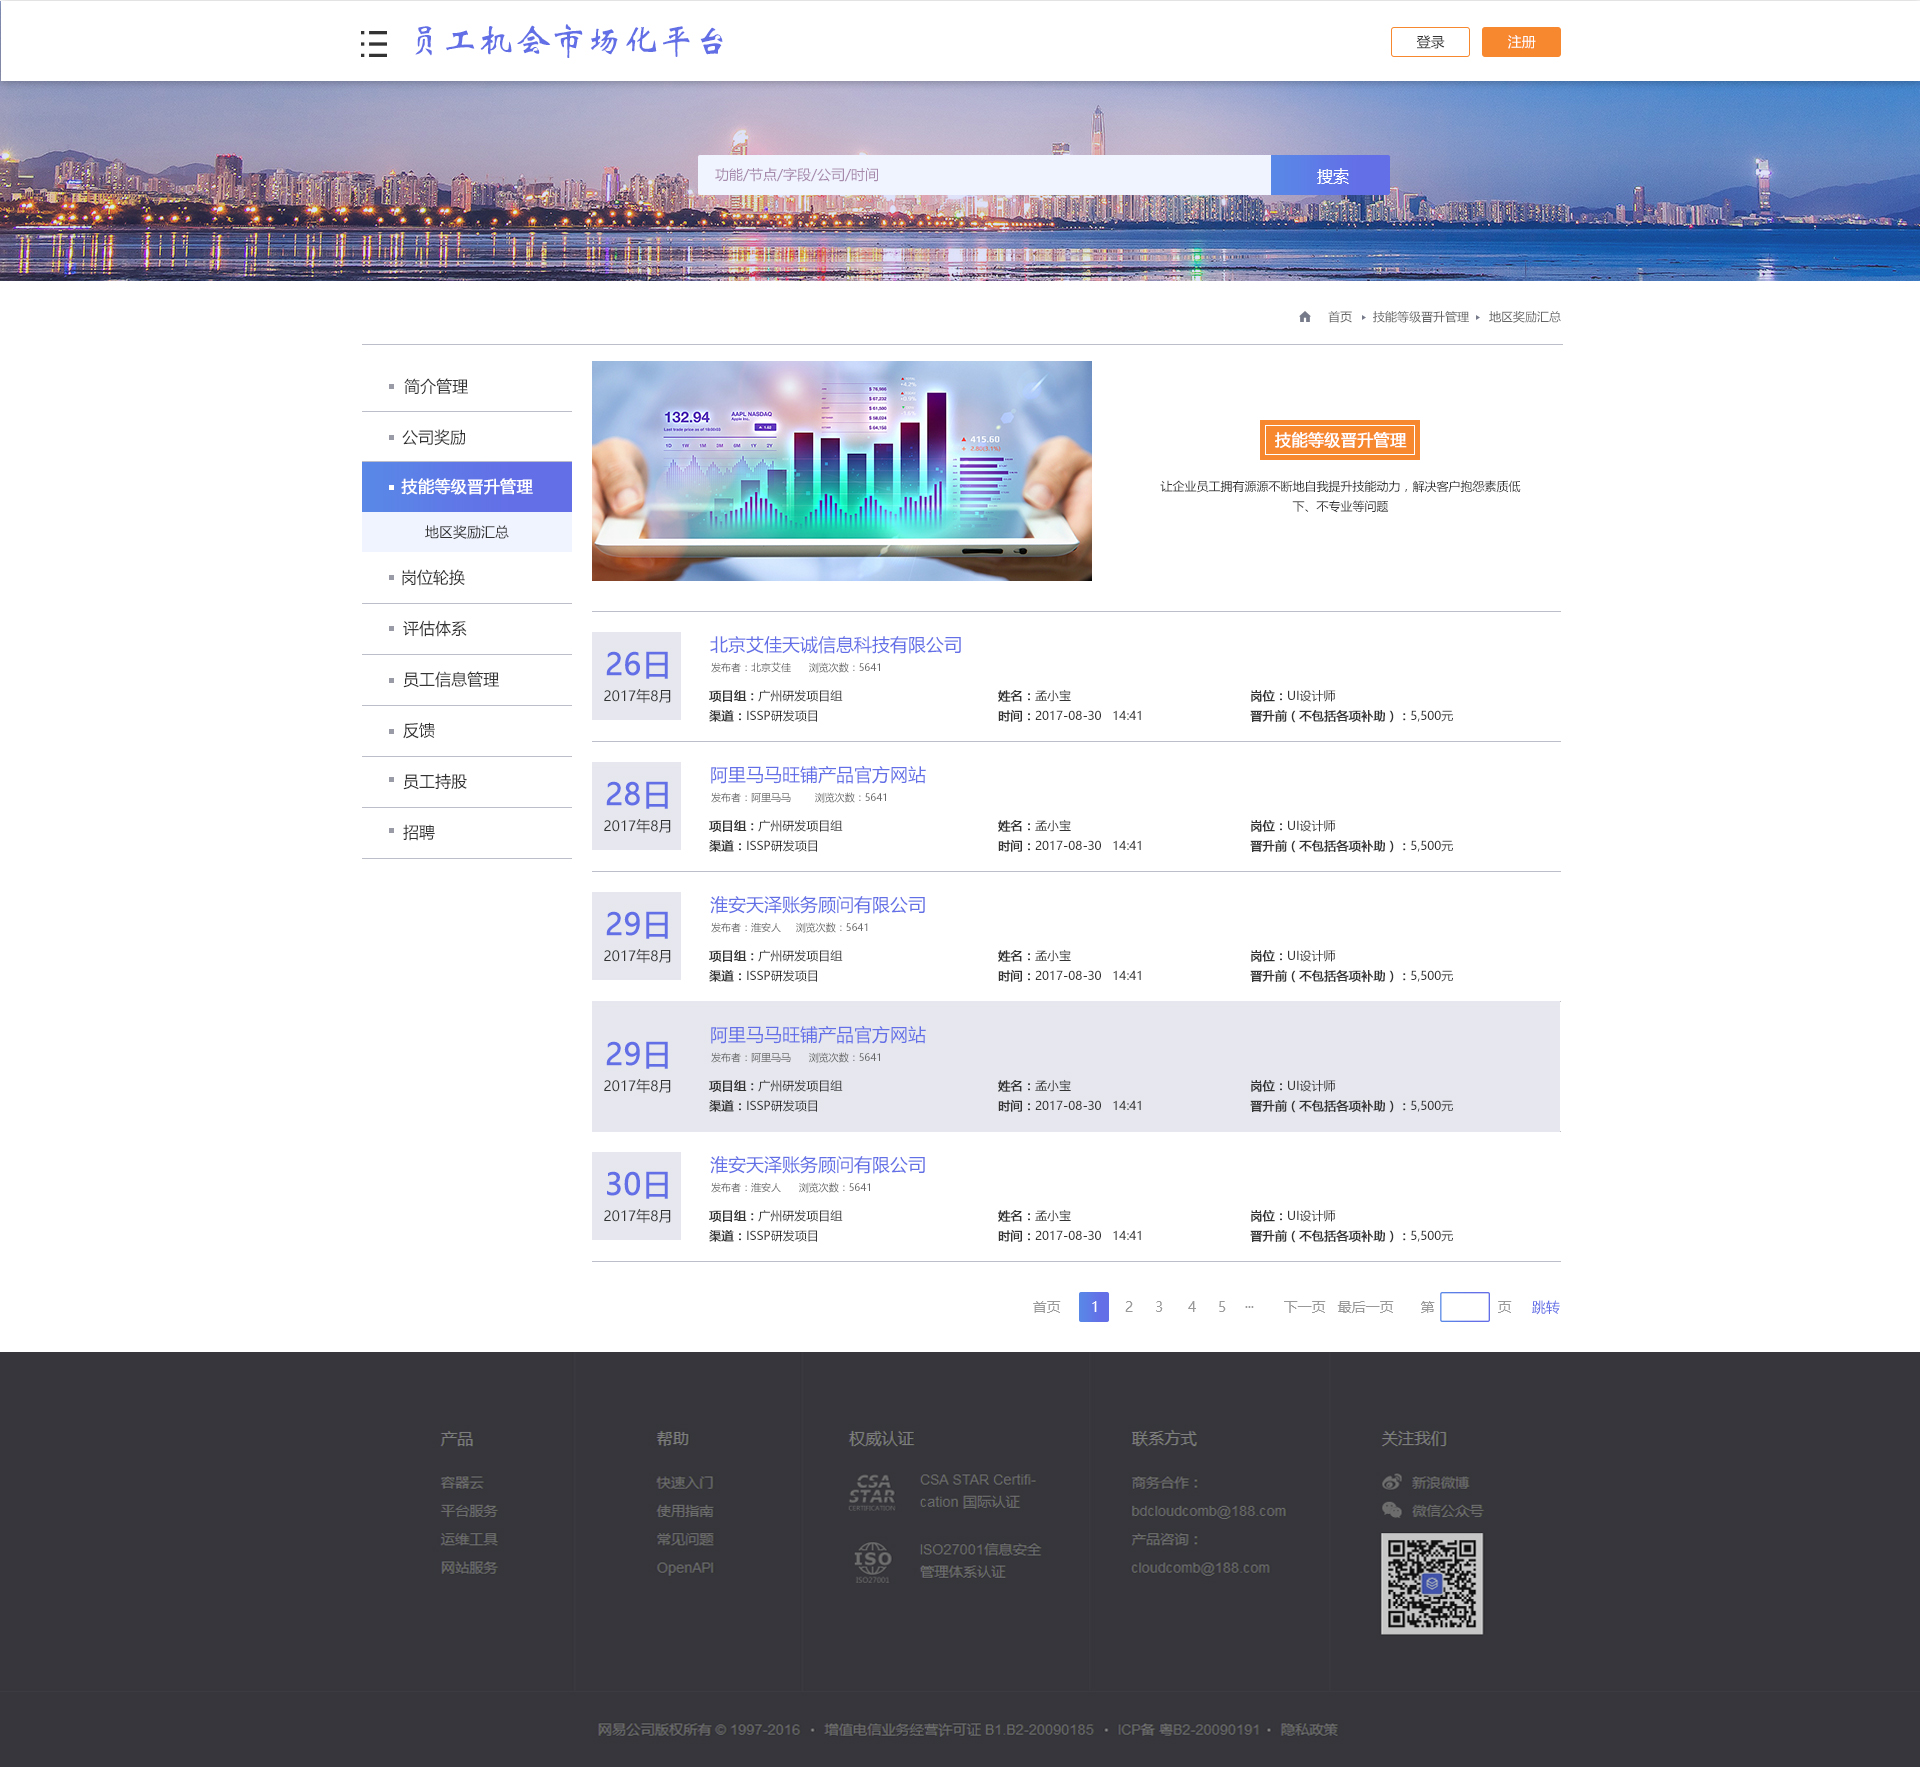 员工机会市场化平台
登录
注册
功能/节点/字段/公司/时间
搜索
首页
技能等级晋升管理
地区奖励汇总
简介管理
公司奖励
技能等级晋升管理
地区奖励汇总
岗位轮换
评估体系
员工信息管理
反馈
员工持股
招聘
132.94
AAPL NASDAQ
1D 1W 1M 3M 6M 1Y 2Y
415.60
技能等级晋升管理
让企业员工拥有源源不断地自我提升技能动力，解决客户抱怨素质低
下、不专业等问题
26日
2017年8月
北京艾佳天诚信息科技有限公司
发布者：北京艾佳 浏览次数：5641
项目组：广州研发项目组 姓名：孟小宝 岗位：UI设计师
渠道：ISSP研发项目 时间：2017-08-30 14:41 晋升前（不包括各项补助）：5,500元
28日
2017年8月
阿里马马旺铺产品官方网站
发布者：阿里马马 浏览次数：5641
项目组：广州研发项目组 姓名：孟小宝 岗位：UI设计师
渠道：ISSP研发项目 时间：2017-08-30 14:41 晋升前（不包括各项补助）：5,500元
29日
2017年8月
淮安天泽账务顾问有限公司
发布者：淮安人 浏览次数：5641
项目组：广州研发项目组 姓名：孟小宝 岗位：UI设计师
渠道：ISSP研发项目 时间：2017-08-30 14:41 晋升前（不包括各项补助）：5,500元
29日
2017年8月
阿里马马旺铺产品官方网站
发布者：阿里马马 浏览次数：5641
项目组：广州研发项目组 姓名：孟小宝 岗位：UI设计师
渠道：ISSP研发项目 时间：2017-08-30 14:41 晋升前（不包括各项补助）：5,500元
30日
2017年8月
淮安天泽账务顾问有限公司
发布者：淮安人 浏览次数：5641
项目组：广州研发项目组 姓名：孟小宝 岗位：UI设计师
渠道：ISSP研发项目 时间：2017-08-30 14:41 晋升前（不包括各项补助）：5,500元
首页 1 2 3 4 5 ··· 下一页 最后一页 第 页 跳转
产品
容器云
平台服务
运维工具
网站服务
帮助
快速入门
使用指南
常见问题
OpenAPI
权威认证
CSA
STAR
CERTIFICATION
CSA STAR Certifi-
cation 国际认证
ISO
ISO27001
ISO27001信息安全
管理体系认证
联系方式
商务合作：
bdcloudcomb@188.com
产品咨询：
cloudcomb@188.com
关注我们
新浪微博
微信公众号
网易公司版权所有 © 1997-2016 • 增值电信业务经营许可证 B1.B2-20090185 • ICP备 粤B2-20090191 • 隐私政策